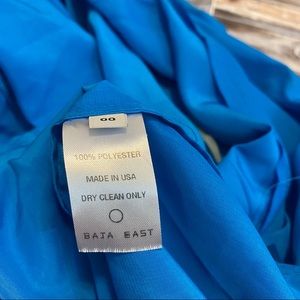 00
100% POLYESTER
MADE IN USA
DRY CLEAN ONLY
BAJA EAST